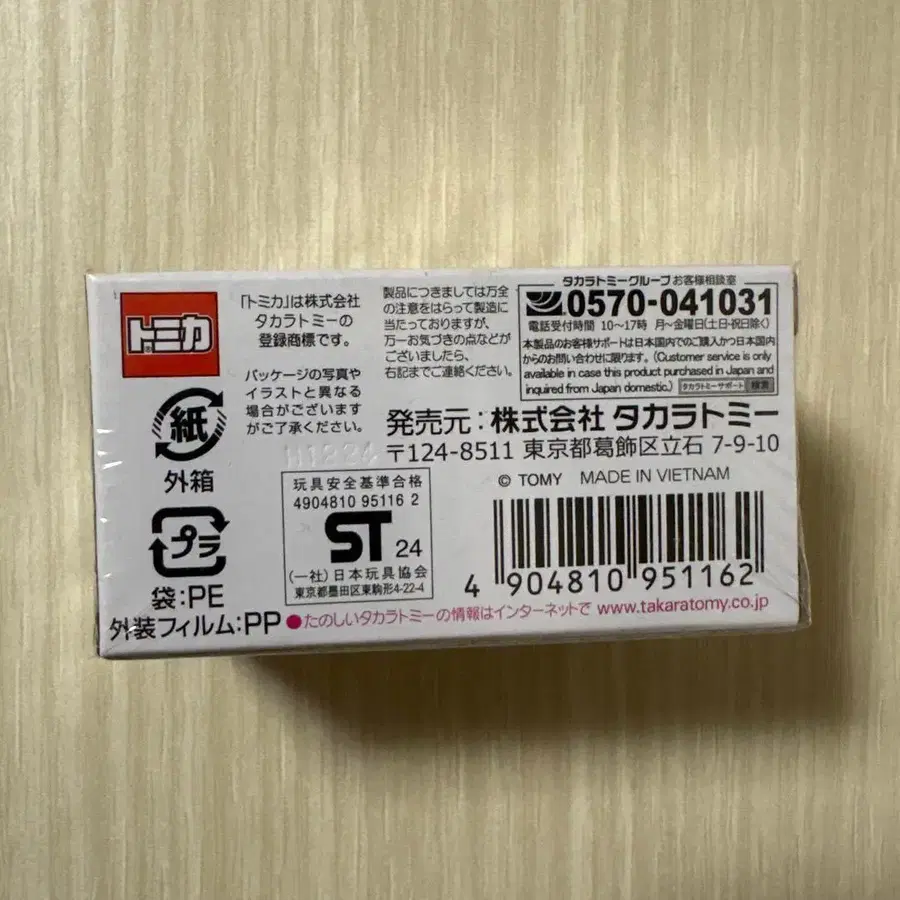 トミカ
「トミカ」は株式会社
タカラトミーの
登録商標です。
パッケージの写真や
イラストと異なる
場合がございます
がご了承ください。
製品につきましては万全
の注意をはらって製造に
当たっておりますが、
万一お気づきの点などが
ございましたら、
右記までご連絡ください。
タカラトミーグループ お客様相談室
0570-041031
電話受付時間 10〜17時 月〜金曜日(土日・祝日除く)
本製品のお客様サポートは日本国内でのご購入かつ日本国内
からのお問い合わせに限ります。(Customer service is only
available in case this product purchased in Japan and
inquired from Japan domestic.) タカラトミーサポート 検索
発売元:株式会社 タカラトミー
〒124-8511 東京都葛飾区立石 7-9-10
© TOMY MADE IN VIETNAM
紙
外箱
プラ
袋:PE
外装フィルム:PP
H1224
玩具安全基準合格
4904810 95116 2
ST 24
(一社)日本玩具協会
東京都墨田区東駒形4-22-4
4 904810 951162
●たのしいタカラトミーの情報はインターネットで www.takaratomy.co.jp